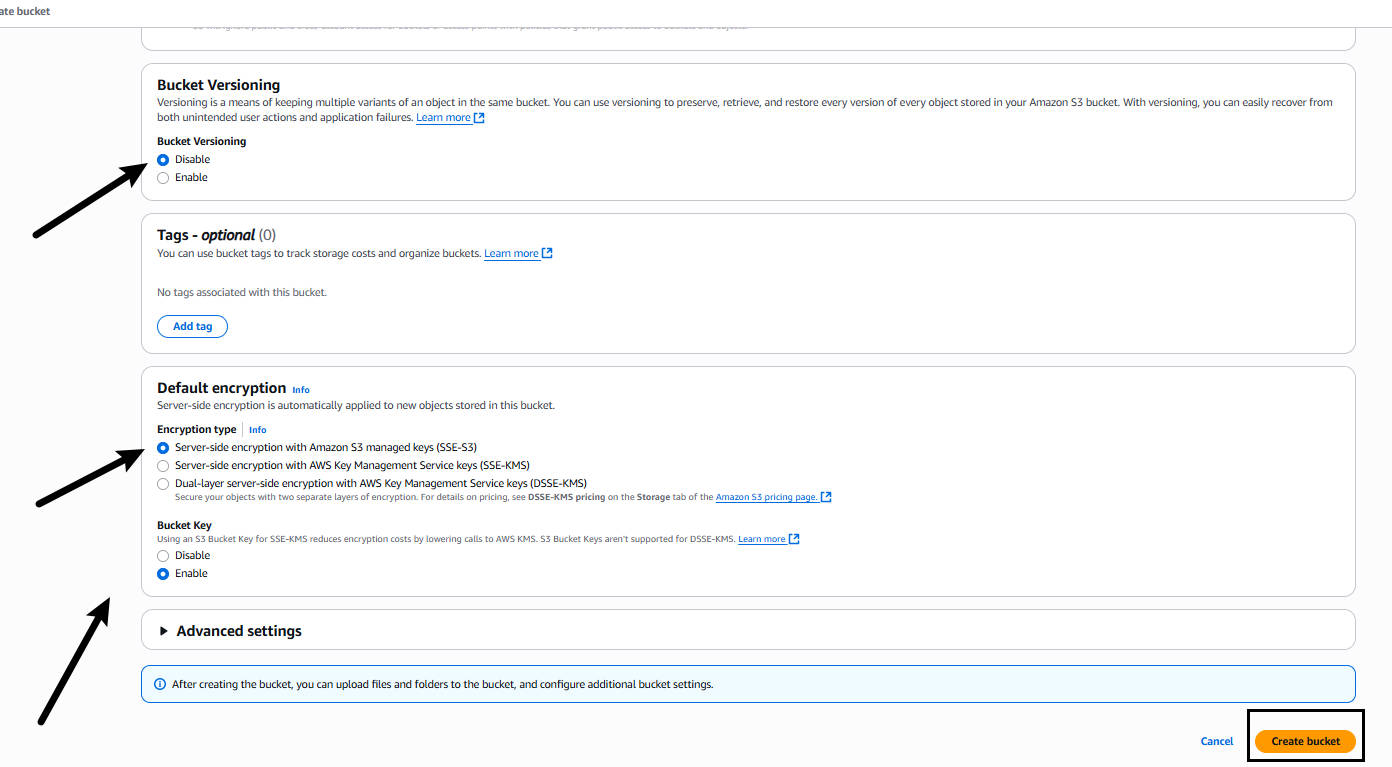 ate bucket
Bucket Versioning
Versioning is a means of keeping multiple variants of an object in the same bucket. You can use versioning to preserve, retrieve, and restore every version of every object stored in your Amazon S3 bucket. With versioning, you can easily recover from
both unintended user actions and application failures. Learn more
Bucket Versioning
Disable
Enable
Tags - optional (0)
You can use bucket tags to track storage costs and organize buckets. Learn more
No tags associated with this bucket.
Add tag
Default encryption Info
Server-side encryption is automatically applied to new objects stored in this bucket.
Encryption type Info
Server-side encryption with Amazon S3 managed keys (SSE-S3)
Server-side encryption with AWS Key Management Service keys (SSE-KMS)
Dual-layer server-side encryption with AWS Key Management Service keys (DSSE-KMS)
Secure your objects with two separate layers of encryption. For details on pricing, see DSSE-KMS pricing on the Storage tab of the Amazon S3 pricing page.
Bucket Key
Using an S3 Bucket Key for SSE-KMS reduces encryption costs by lowering calls to AWS KMS. S3 Bucket Keys aren't supported for DSSE-KMS. Learn more
Disable
Enable
Advanced settings
After creating the bucket, you can upload files and folders to the bucket, and configure additional bucket settings.
Cancel
Create bucket